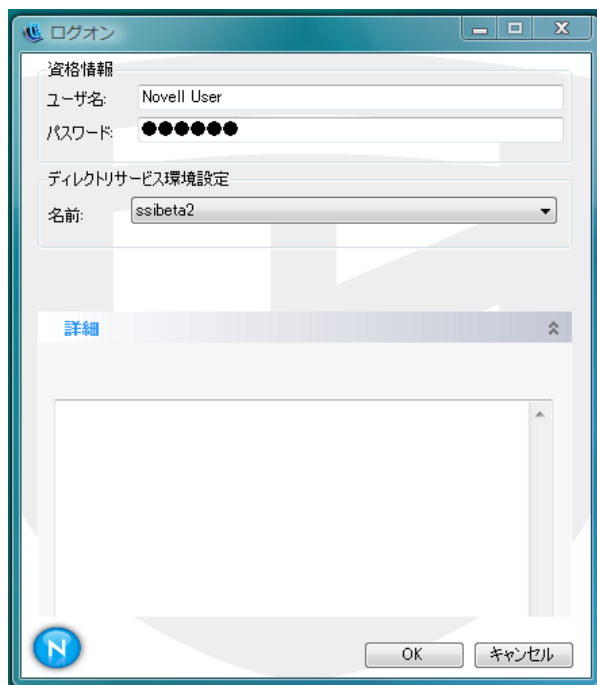 ログオン
資格情報
ユーザ名: Novell User
パスワード: ●●●●●●
ディレクトリサービス環境設定
名前: ssibeta2
詳細
N
OK キャンセル